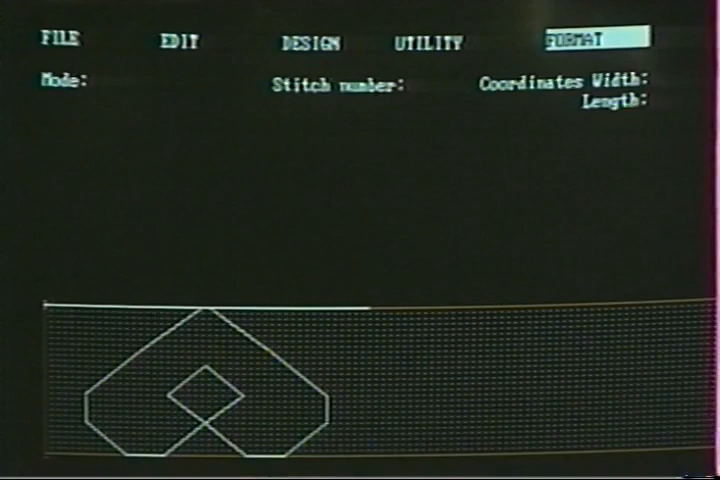 FILE EDIT DESIGN UTILITY FORMAT
Mode: Stitch number: Coordinates Width:
Length: